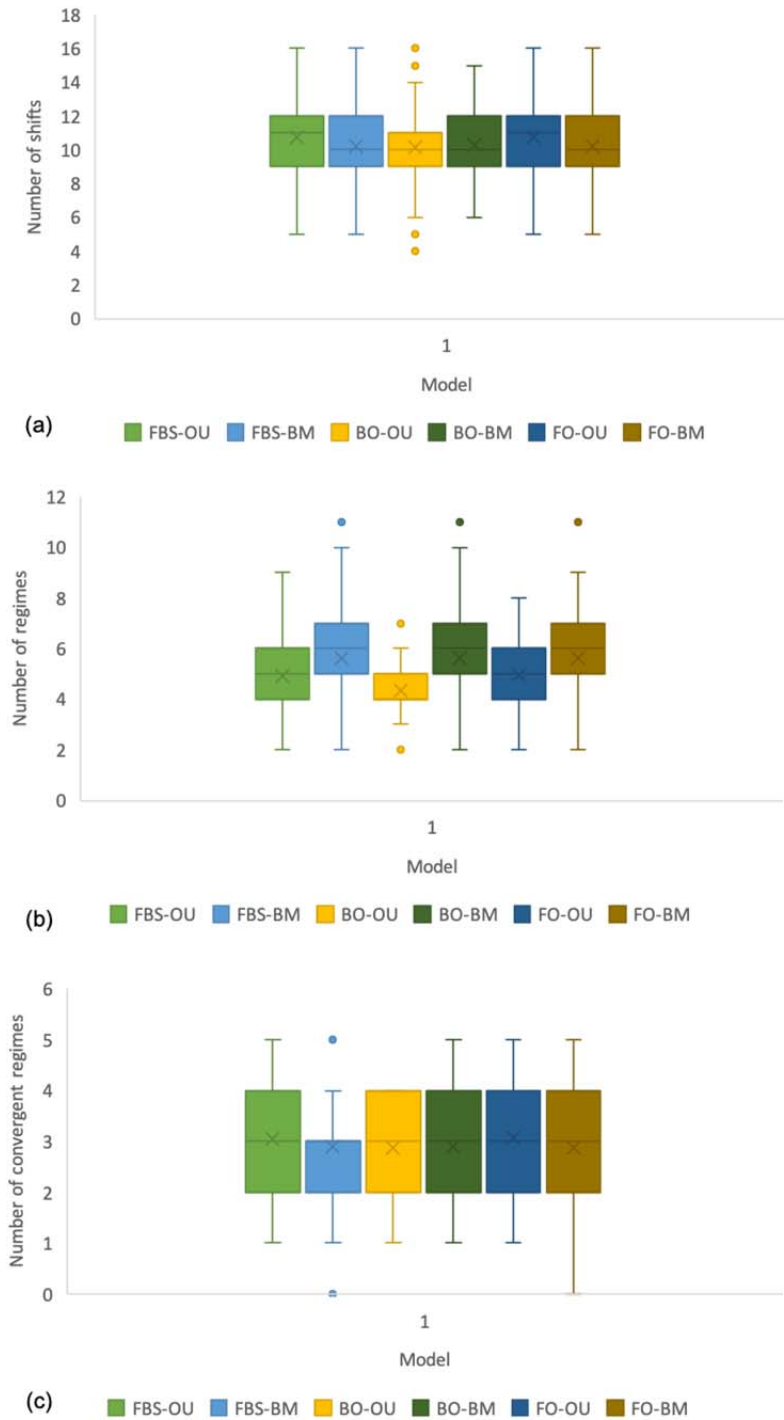 18
16
14
12
10
8
6
4
2
0
Number of shifts
1
Model
(a)
FBS-OU FBS-BM BO-OU BO-BM FO-OU FO-BM
12
10
8
6
4
2
0
Number of regimes
1
Model
(b)
FBS-OU FBS-BM BO-OU BO-BM FO-OU FO-BM
6
5
4
3
2
1
0
Number of convergent regimes
1
Model
(c)
FBS-OU FBS-BM BO-OU BO-BM FO-OU FO-BM